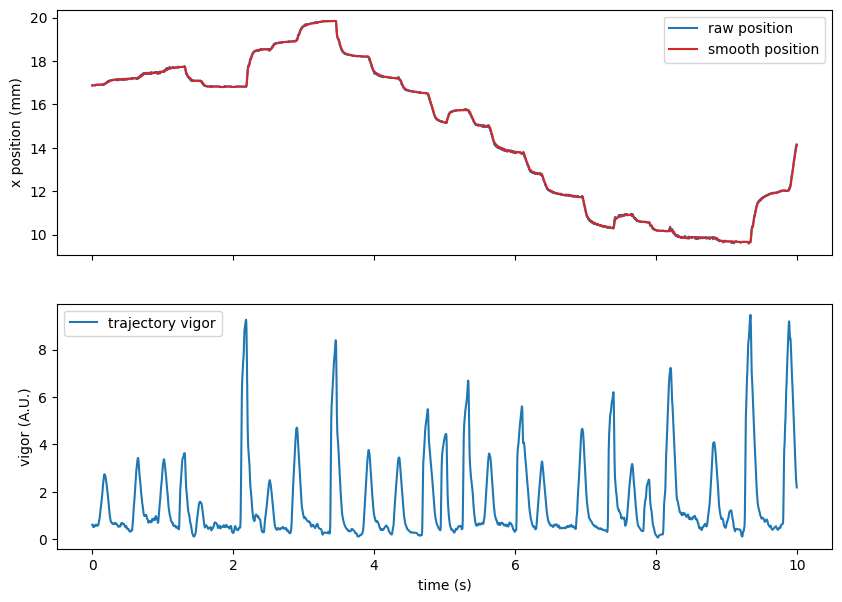 20
18
16
14
12
10
x position (mm)
raw position
smooth position
8
6
4
2
0
vigor (A.U.)
trajectory vigor
0 2 4 6 8 10
time (s)